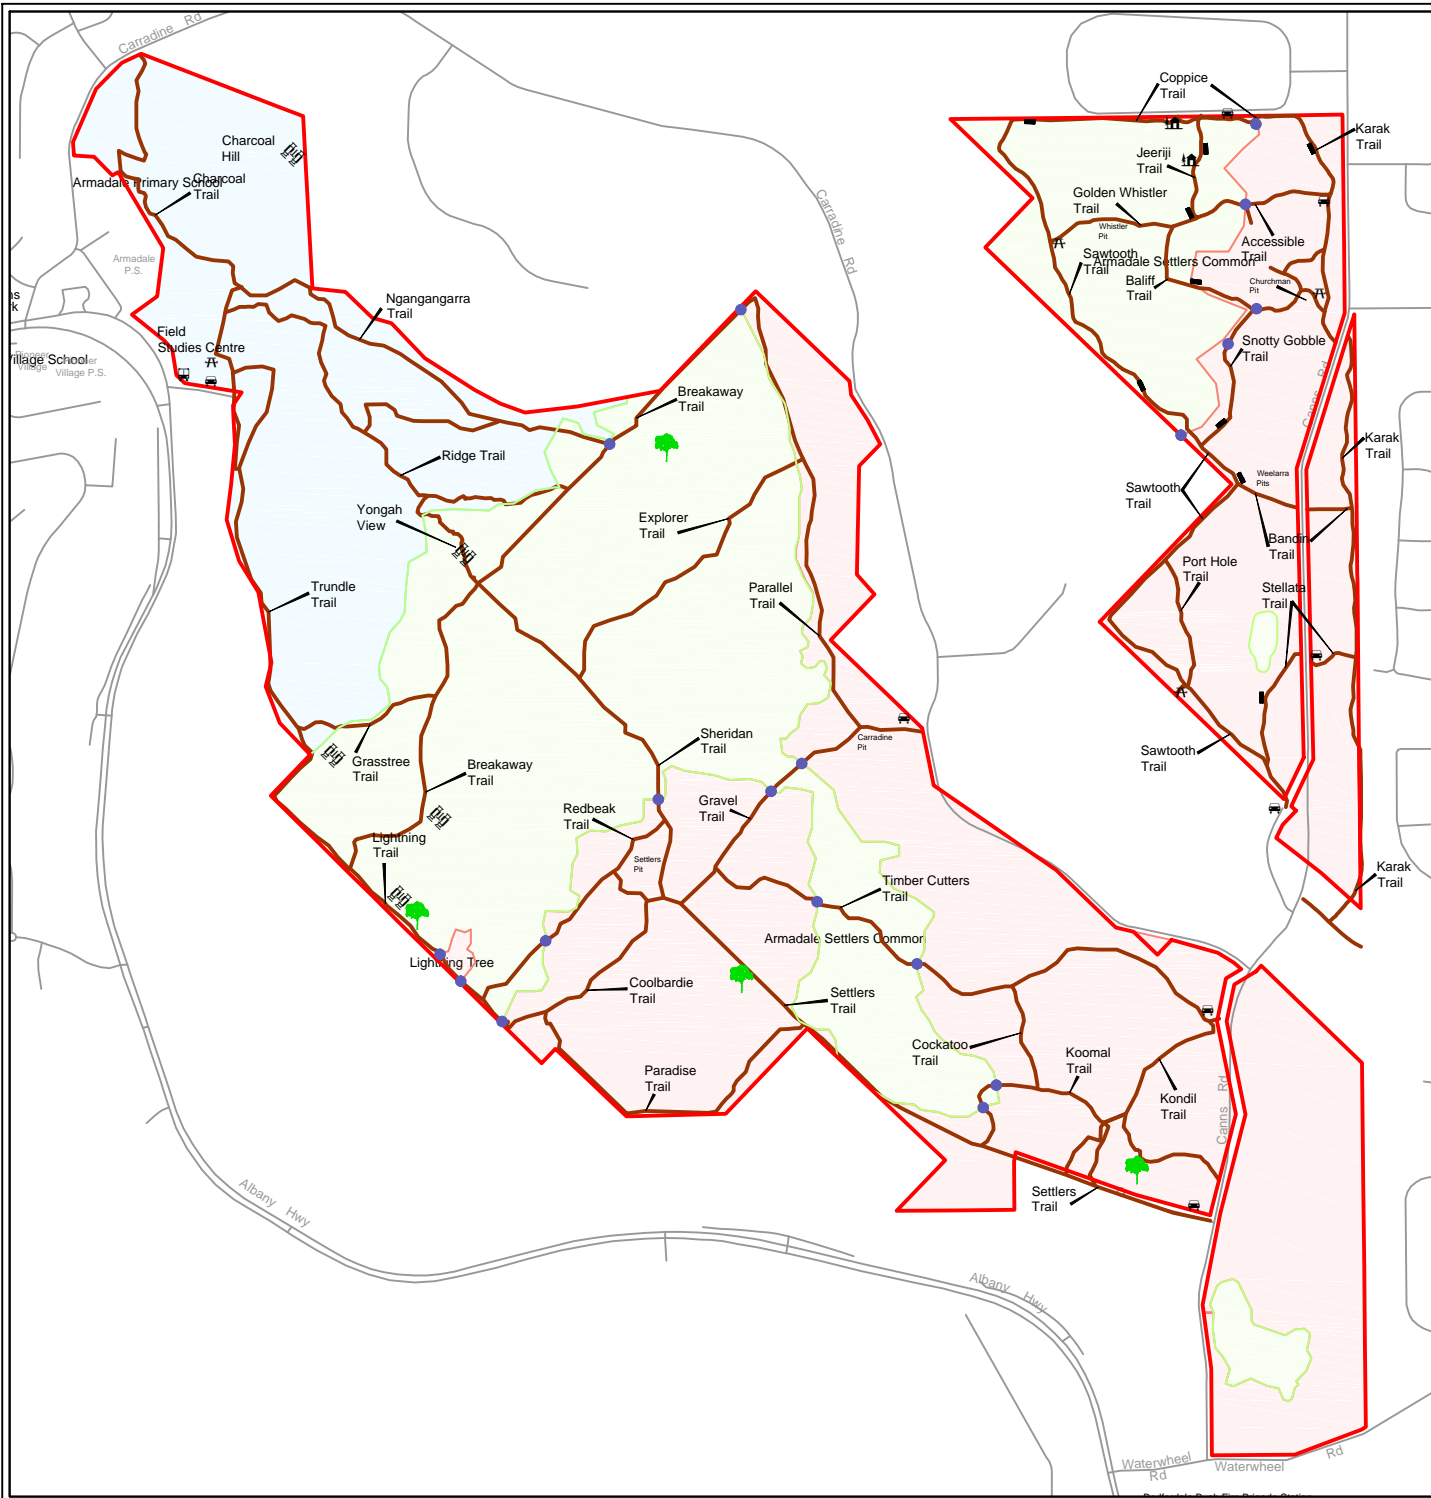 Carradine Rd
Charcoal
Hill
Armadale Primary School
Charcoal
Trail
Armadale
P.S.
ns
rk
Ngangangarra
Trail
Field
Studies Centre
Village School
Pioneer
Village
Village P.S.
Carradine Rd
Breakaway
Trail
Ridge Trail
Yongah
View
Explorer
Trail
Trundle
Trail
Parallel
Trail
Grasstree
Trail
Breakaway
Trail
Sheridan
Trail
Carradine
Pit
Redbeak
Trail
Gravel
Trail
Lightning
Trail
Settlers
Pit
Timber Cutters
Trail
Armadale Settlers Common
Lightning Tree
Coolbardie
Trail
Settlers
Trail
Cockatoo
Trail
Koomal
Trail
Kondil
Trail
Paradise
Trail
Settlers
Trail
Canns Rd
Albany Hwy
Albany Hwy
Waterwheel
Rd
Waterwheel Rd
Coppice
Trail
Karak
Trail
Jeeriji
Trail
Golden Whistler
Trail
Whistler
Pit
Accessible
Trail
Sawtooth
Trail
Armadale Settlers Common
Baliff
Trail
Churchman
Pit
Snotty Gobble
Trail
Canns Rd
Karak
Trail
Weelarra
Pits
Sawtooth
Trail
Bandin
Trail
Port Hole
Trail
Stellata
Trail
Sawtooth
Trail
Karak
Trail